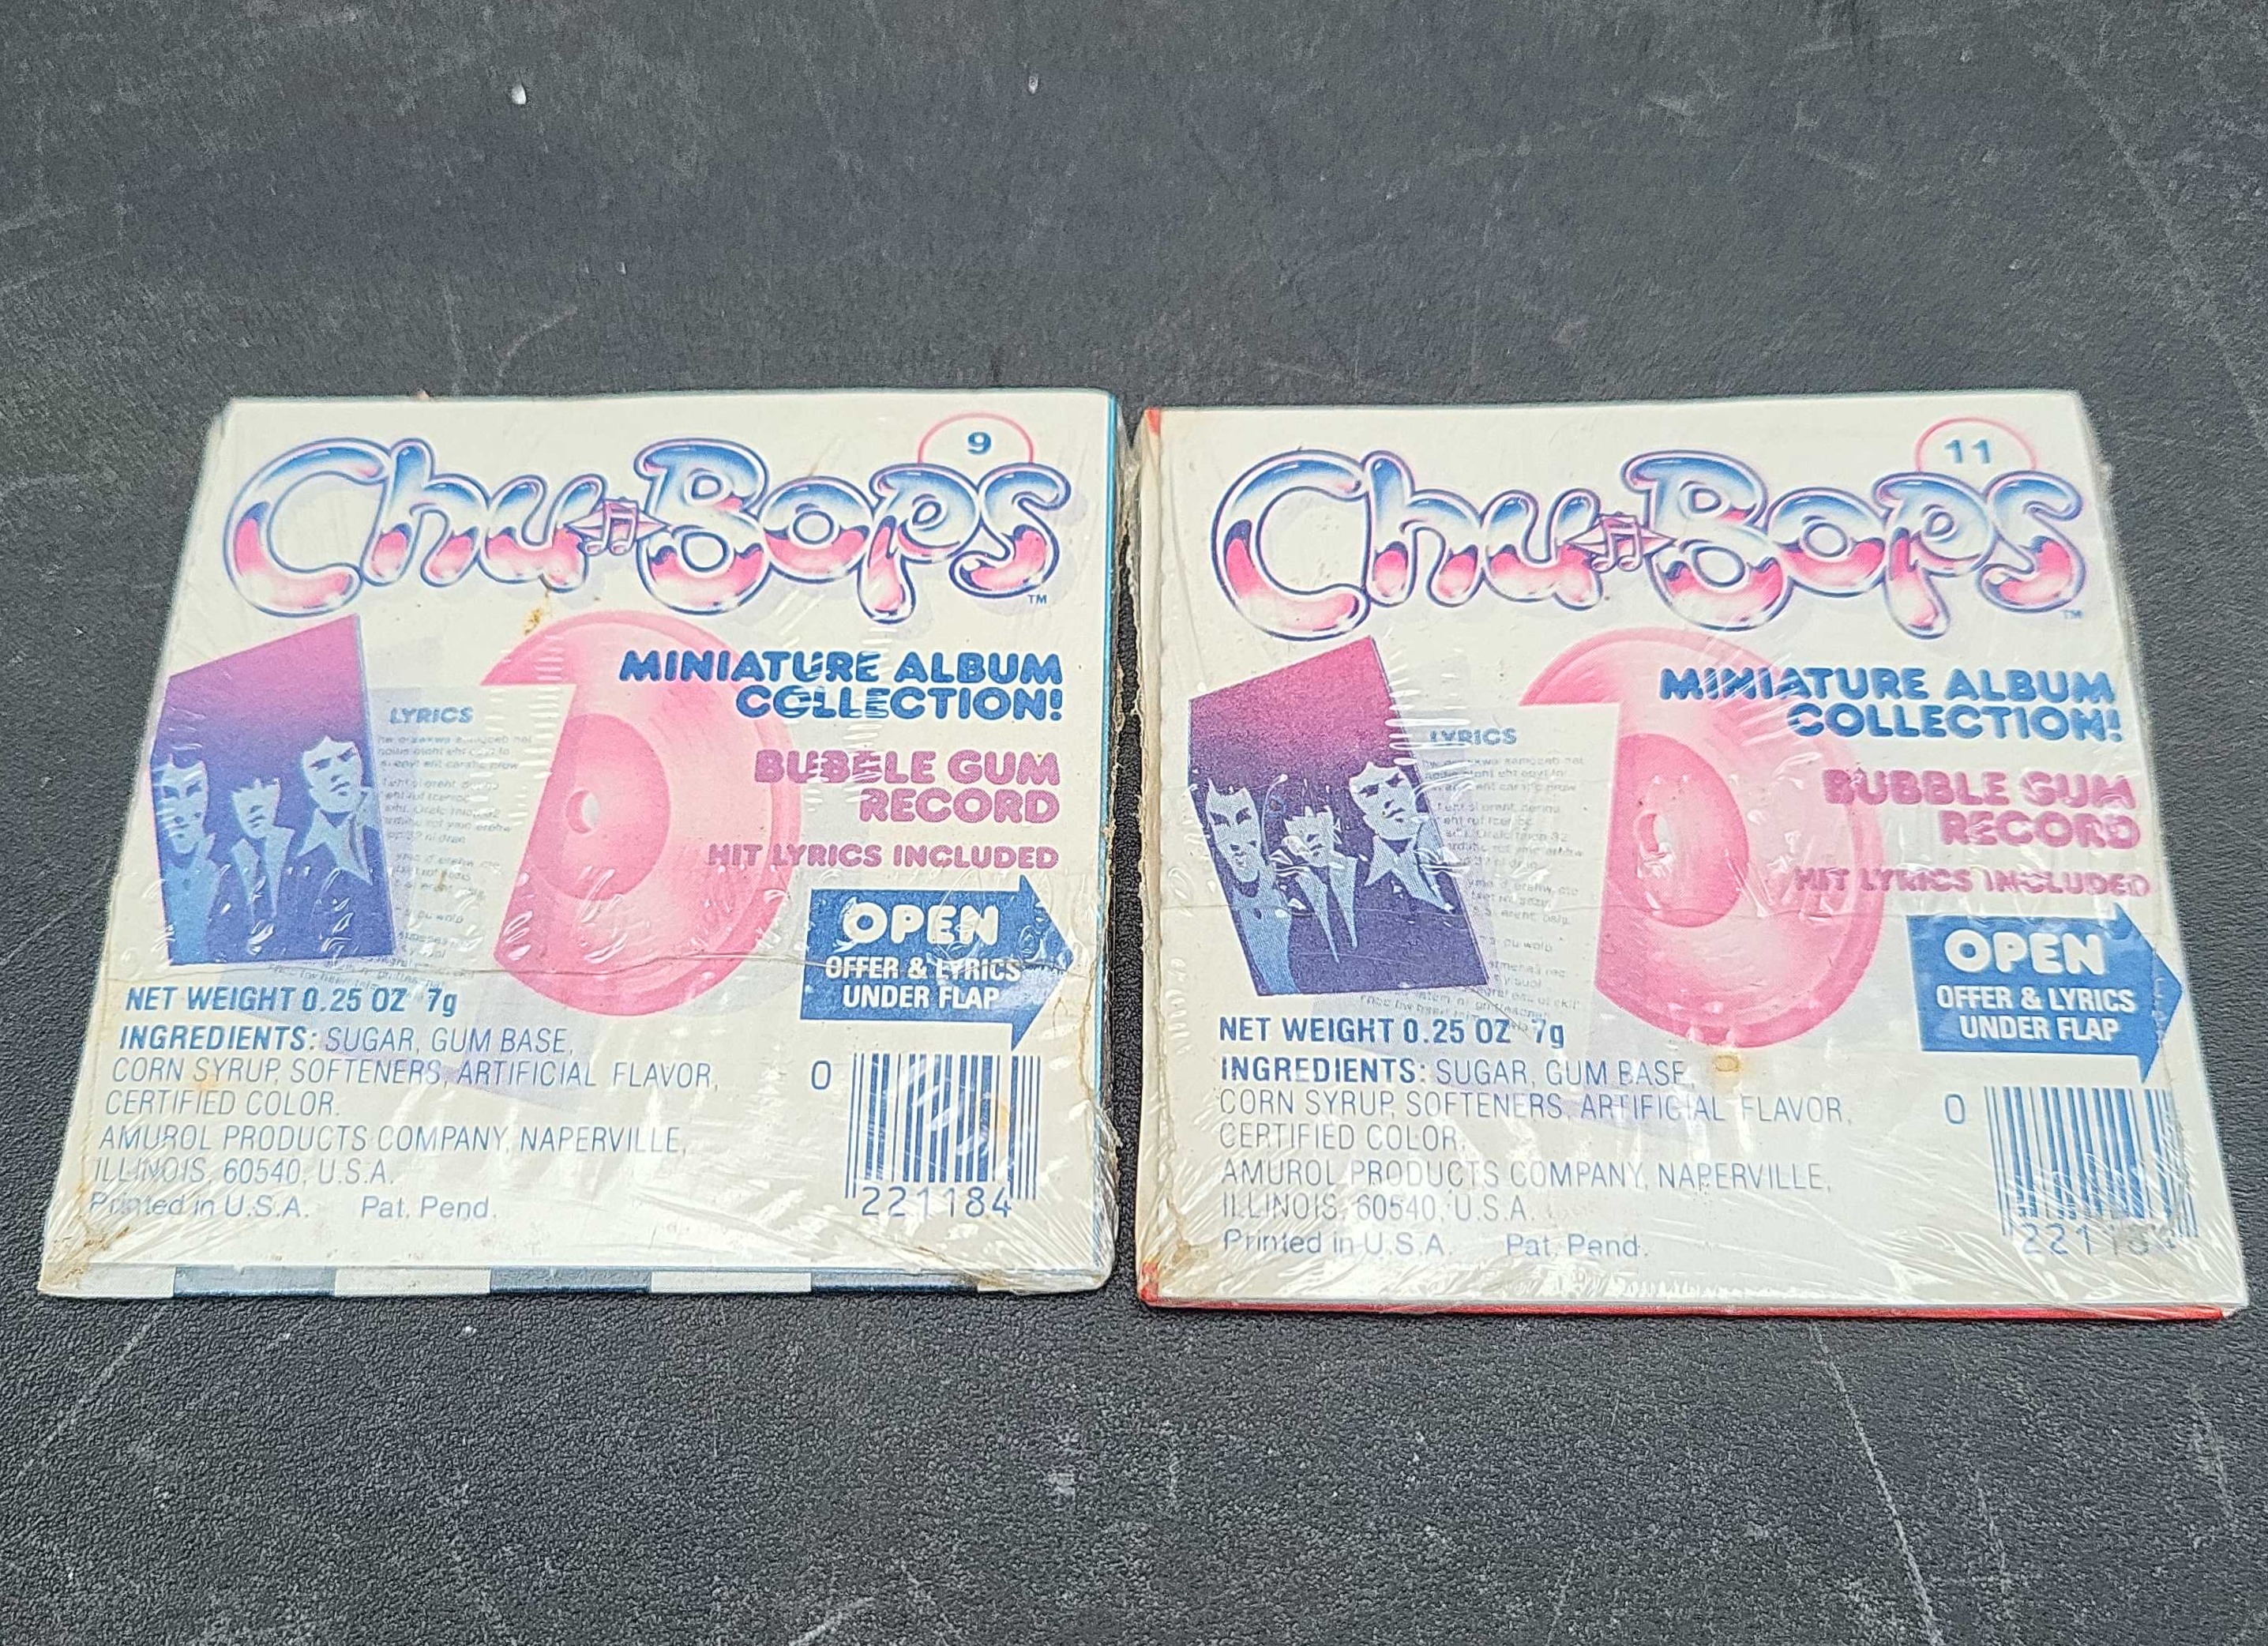 9
Chu Bops
TM
MINIATURE ALBUM
COLLECTION!
LYRICS
BUBBLE GUM
RECORD
HIT LYRICS INCLUDED
OPEN
OFFER & LYRICS
UNDER FLAP
NET WEIGHT 0.25 OZ 7g
INGREDIENTS: SUGAR, GUM BASE,
CORN SYRUP, SOFTENERS, ARTIFICIAL FLAVOR,
CERTIFIED COLOR.
AMUROL PRODUCTS COMPANY, NAPERVILLE,
ILLINOIS, 60540, U.S.A.
Printed in U.S.A. Pat. Pend.
0
221184
11
Chu Bops
TM
MINIATURE ALBUM
COLLECTION!
LYRICS
BUBBLE GUM
RECORD
HIT LYRICS INCLUDED
OPEN
OFFER & LYRICS
UNDER FLAP
NET WEIGHT 0.25 OZ 7g
INGREDIENTS: SUGAR, GUM BASE,
CORN SYRUP, SOFTENERS, ARTIFICIAL FLAVOR,
CERTIFIED COLOR.
AMUROL PRODUCTS COMPANY, NAPERVILLE,
ILLINOIS, 60540, U.S.A.
Printed in U.S.A. Pat. Pend.
0
221184